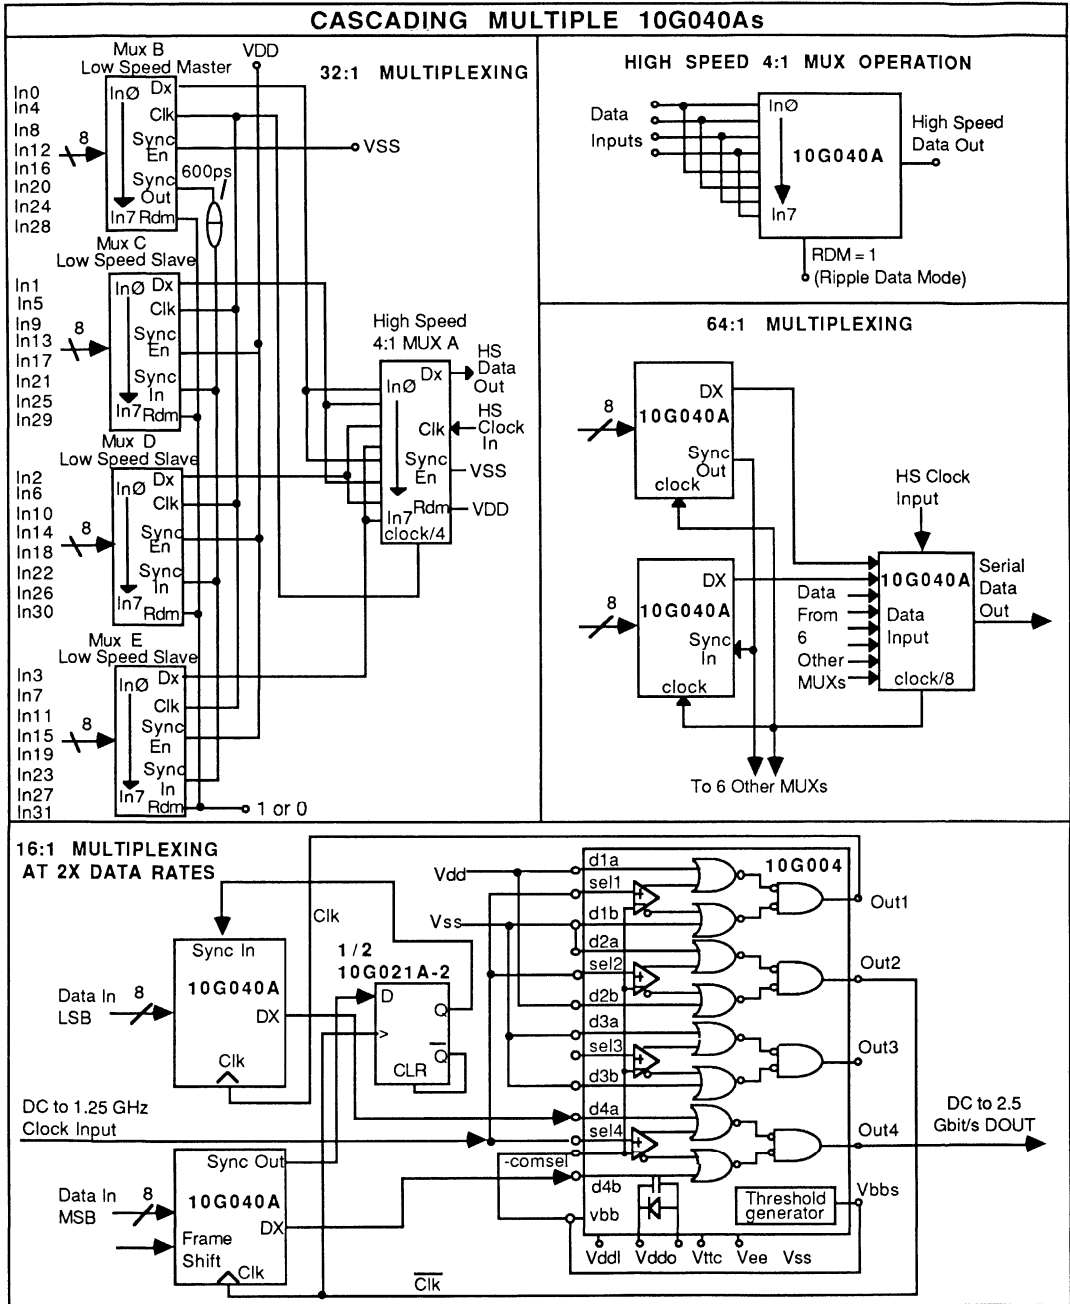 CASCADING MULTIPLE 10G040As
32:1 MULTIPLEXING
Mux B
Low Speed Master
VDD
In0
In4
In8
In12
In16
In20
In24
In28
8
InØ
Dx
Clk
Sync
En
Sync
Out
In7
Rdm
VSS
600ps
Mux C
Low Speed Slave
In1
In5
In9
In13
In17
In21
In25
In29
8
InØ
Dx
Clk
Sync
En
Sync
In
In7
Rdm
Mux D
Low Speed Slave
In2
In6
In10
In14
In18
In22
In26
In30
8
InØ
Dx
Clk
Sync
En
Sync
In
In7
Rdm
Mux E
Low Speed Slave
In3
In7
In11
In15
In19
In23
In27
In31
8
InØ
Dx
Clk
Sync
En
Sync
In
In7
Rdm
1 or 0
High Speed
4:1 MUX A
InØ
Dx
Clk
Sync
En
Rdm
In7
clock/4
HS
Data
Out
HS
Clock
In
VSS
VDD
HIGH SPEED 4:1 MUX OPERATION
Data
Inputs
InØ
10G040A
In7
High Speed
Data Out
RDM = 1
(Ripple Data Mode)
64:1 MULTIPLEXING
8
DX
10G040A
Sync
Out
clock
8
DX
10G040A
Sync
In
clock
HS Clock
Input
10G040A
Data
Input
clock/8
Data
From
6
Other
MUXs
Serial
Data
Out
To 6 Other MUXs
16:1 MULTIPLEXING
AT 2X DATA RATES
Clk
Sync In
10G040A
DX
Clk
Data In
LSB
8
1/2
10G021A-2
D
Q
>
Q
CLR
DC to 1.25 GHz
Clock Input
Sync Out
10G040A
DX
Frame
Shift
Clk
Data In
MSB
8
Clk
Vdd
Vss
10G004
d1a
sel1
d1b
d2a
sel2
d2b
d3a
sel3
d3b
d4a
sel4
-comsel
d4b
vbb
+
+
+
+
Threshold
generator
Out1
Out2
Out3
Out4
DC to 2.5
Gbit/s DOUT
Vbbs
Vddl
Vddo
Vttc
Vee
Vss